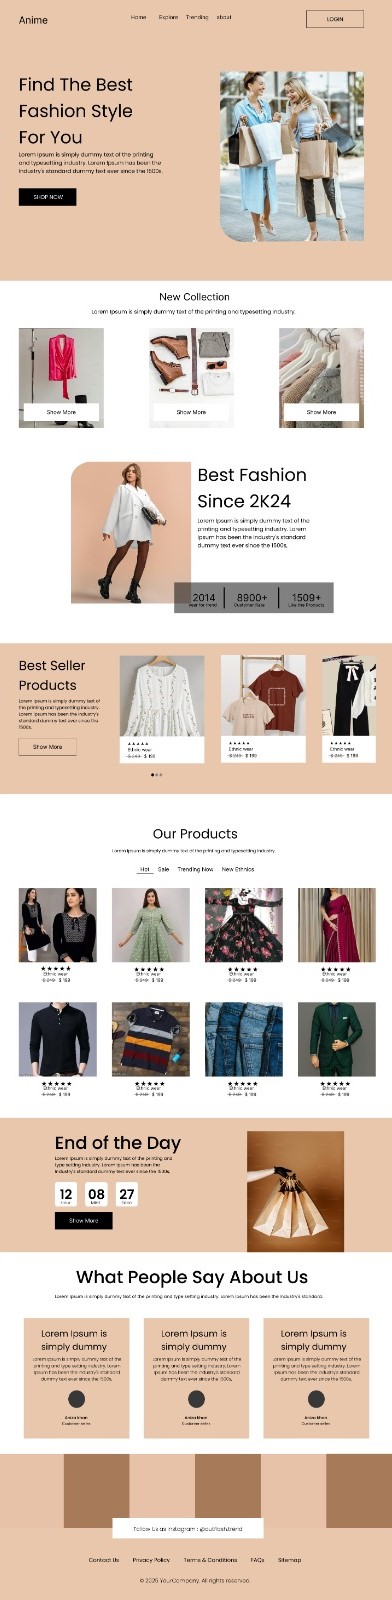 Anime
Home Explore Trending about
LOGIN
Find The Best
Fashion Style
For You
Lorem Ipsum is simply dummy text of the printing
and typesetting industry. Lorem Ipsum has been the
industry's standard dummy text ever since the 1500s,
SHOP NOW
New Collection
Lorem Ipsum is simply dummy text of the printing and typesetting industry.
Show More
Show More
Show More
Best Fashion
Since 2K24
Lorem Ipsum is simply dummy text of the
printing and typesetting industry. Lorem
Ipsum has been the industry's standard
dummy text ever since the 1500s,
2014 8900+ 1509+
year for trend Customer Rate Like the Products
Best Seller
Products
Lorem Ipsum is simply dummy text of
the printing and typesetting industry.
Lorem Ipsum has been the industry's
standard dummy text ever since the
1500s,
Show More
★★★★★
Ethnic wear
$ 249 $ 199
★★★★★
Ethnic wear
$ 249 $ 199
★★★★★
Ethnic wear
$ 249 $ 199
Our Products
Lorem Ipsum is simply dummy text of the printing and typesetting industry.
Hot Sale Trending Now New Ethnics
★★★★★ ★★★★★ ★★★★★ ★★★★★
Ethnic wear Ethnic wear Ethnic wear Ethnic wear
$ 249 $ 199 $ 249 $ 199 $ 249 $ 199 $ 249 $ 199
★★★★★ ★★★★★ ★★★★★ ★★★★★
Ethnic wear Ethnic wear Ethnic wear Ethnic wear
$ 249 $ 199 $ 249 $ 199 $ 249 $ 199 $ 249 $ 199
End of the Day
Lorem Ipsum is simply dummy text of the printing and
type setting industry. Lorem Ipsum has been the
industry's standard dummy text ever since the 1500s,
12 08 27
Show More
What People Say About Us
Lorem Ipsum is simply dummy text of the printing and type setting industry. Lorem Ipsum has been the industry's standard.
Lorem Ipsum is
simply dummy
Lorem Ipsum is simply dummy text of the
printing and type setting industry. Lorem
Ipsum has been the industry's standard
dummy text ever since the 1500s,
Anika khan
Customer seller
Lorem Ipsum is
simply dummy
Lorem Ipsum is simply dummy text of the
printing and type setting industry. Lorem
Ipsum has been the industry's standard
dummy text ever since the 1500s,
Anika khan
Customer seller
Lorem Ipsum is
simply dummy
Lorem Ipsum is simply dummy text of the
printing and type setting industry. Lorem
Ipsum has been the industry's standard
dummy text ever since the 1500s,
Anika khan
Customer seller
Follow Us as Instagram : @outflash.trend
Contact Us Privacy Policy Terms & Conditions FAQs Sitemap
© 2025 YourCompany. All rights reserved.